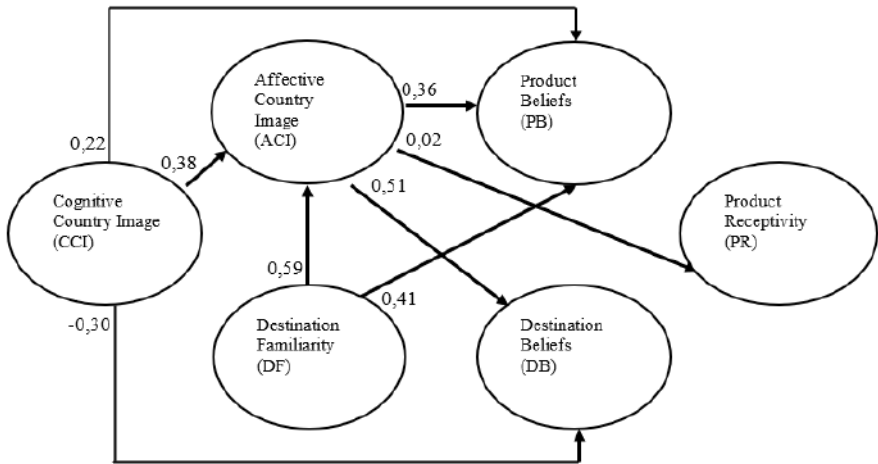 Affective
Country
Image
(ACI)
0,36
Product
Beliefs
(PB)
0,22
0,38
0,02
0,51
Cognitive
Country Image
(CCI)
Product
Receptivity
(PR)
0,59
0,41
-0,30
Destination
Familiarity
(DF)
Destination
Beliefs
(DB)